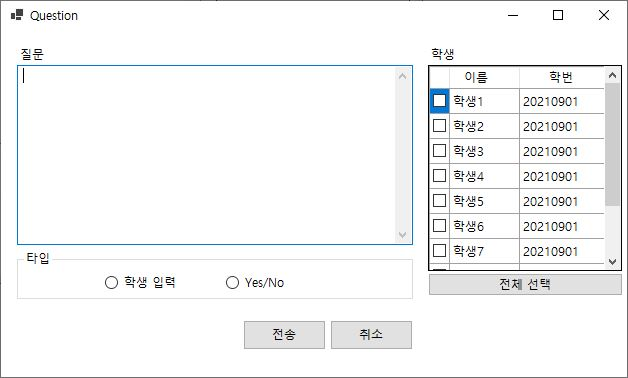 Question
질문
학생
이름 학번
학생1 20210901
학생2 20210901
학생3 20210901
학생4 20210901
학생5 20210901
학생6 20210901
학생7 20210901
전체 선택
타입
학생 입력 Yes/No
전송 취소